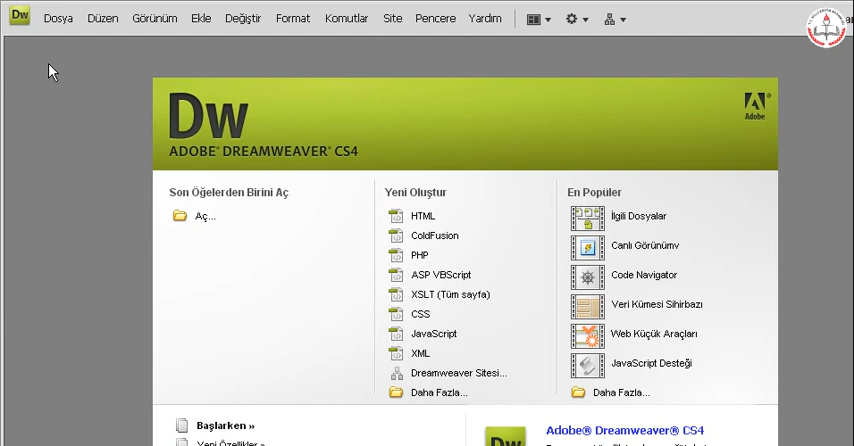 Dw Dosya Düzen Görünüm Ekle Değiştir Format Komutlar Site Pencere Yardım
Dw
ADOBE® DREAMWEAVER® CS4
Adobe®
Son Öğelerden Birini Aç
Aç...
Yeni Oluştur
HTML
ColdFusion
PHP
ASP VBScript
XSLT (Tüm sayfa)
CSS
JavaScript
XML
Dreamweaver Sitesi...
Daha Fazla...
En Popüler
İlgili Dosyalar
Canlı Görünümv
Code Navigator
Veri Kümesi Sihirbazı
Web Küçük Araçları
JavaScript Desteği
Daha Fazla...
Başlarken »
Yeni Özellikler »
Dw
Adobe® Dreamweaver® CS4